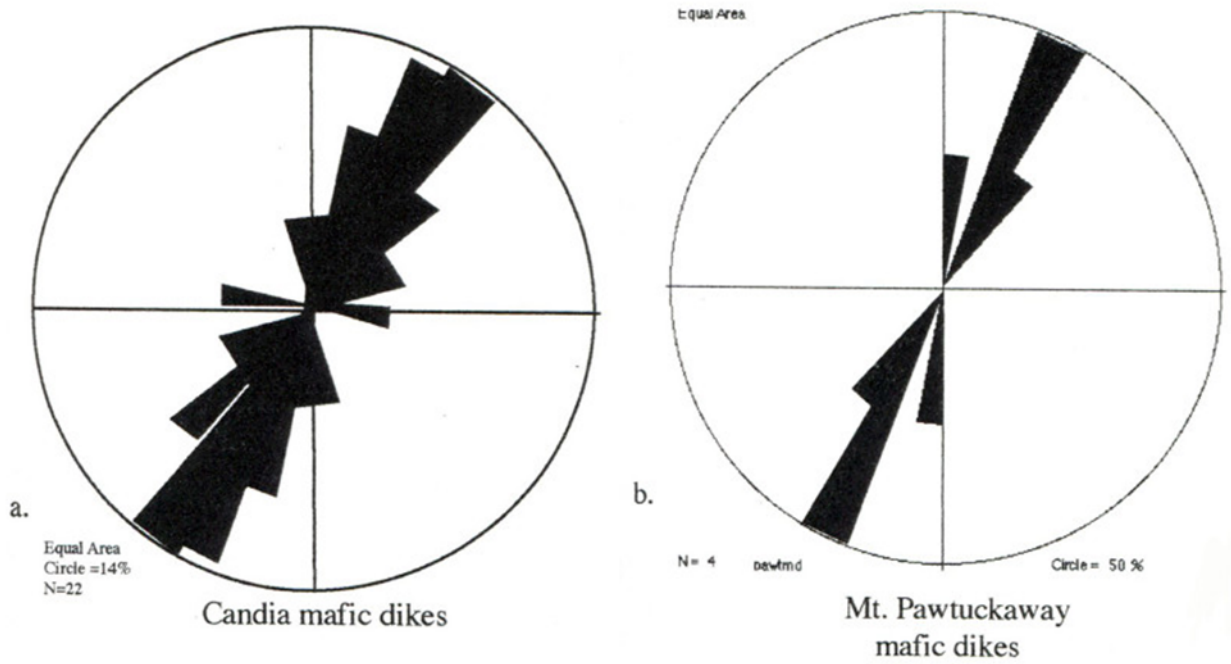 a.
Equal Area
Circle =14%
N=22
Candia mafic dikes
Equal Area
b.
N= 4 pawtmd Circle = 50 %
Mt. Pawtuckaway
mafic dikes